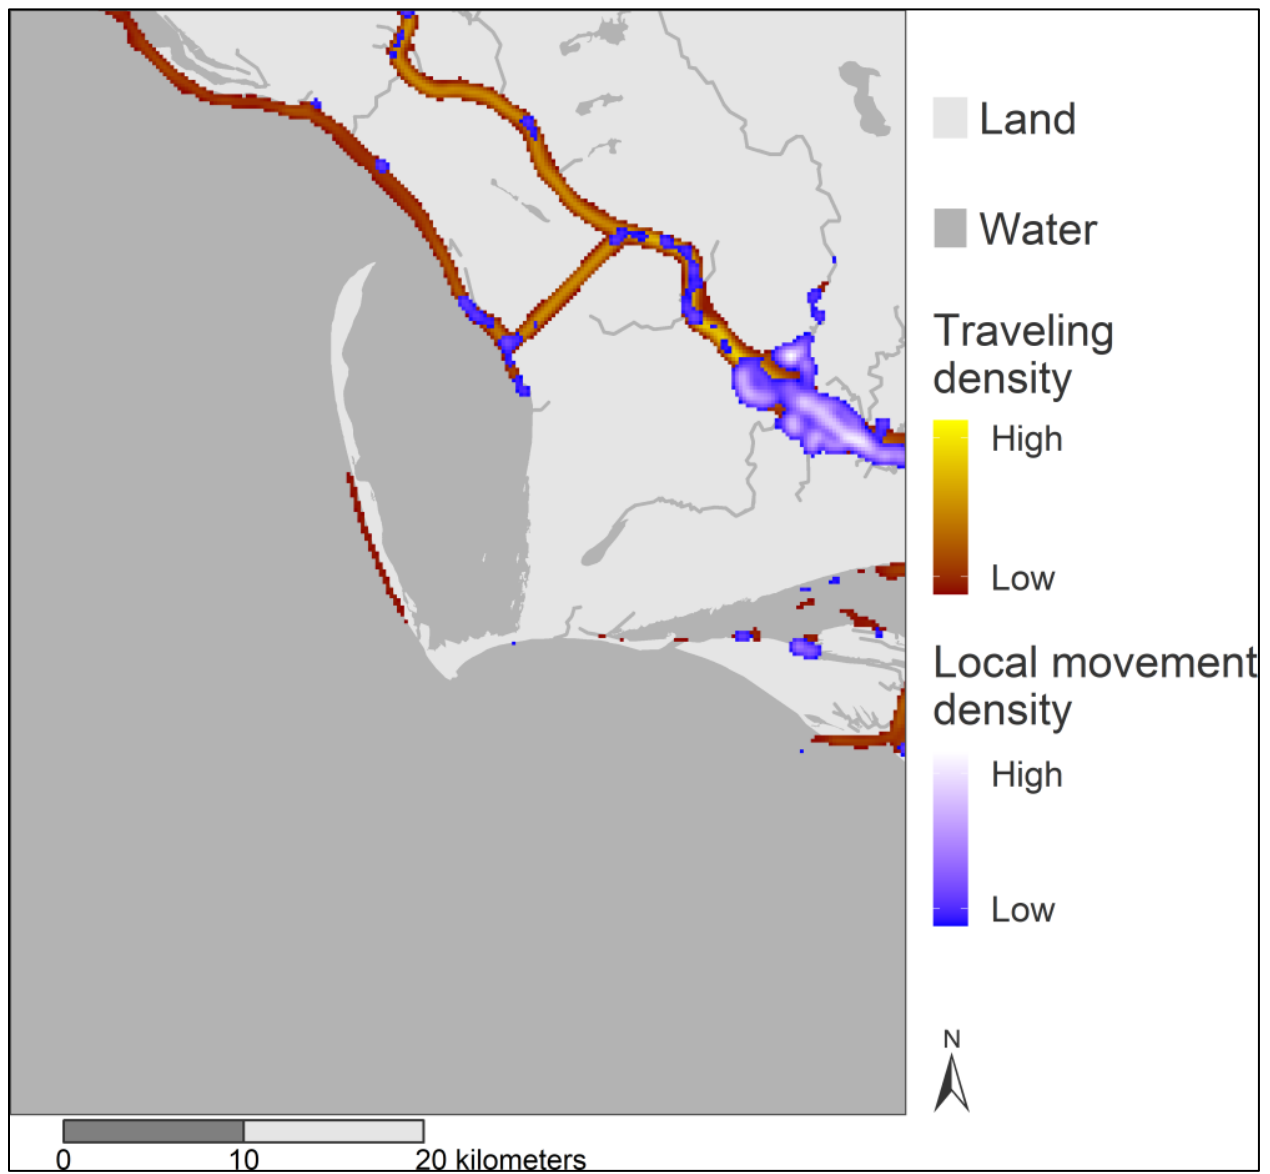 Land
Water
Traveling
density
High
Low
Local movement
density
High
Low
N
0 10 20 kilometers